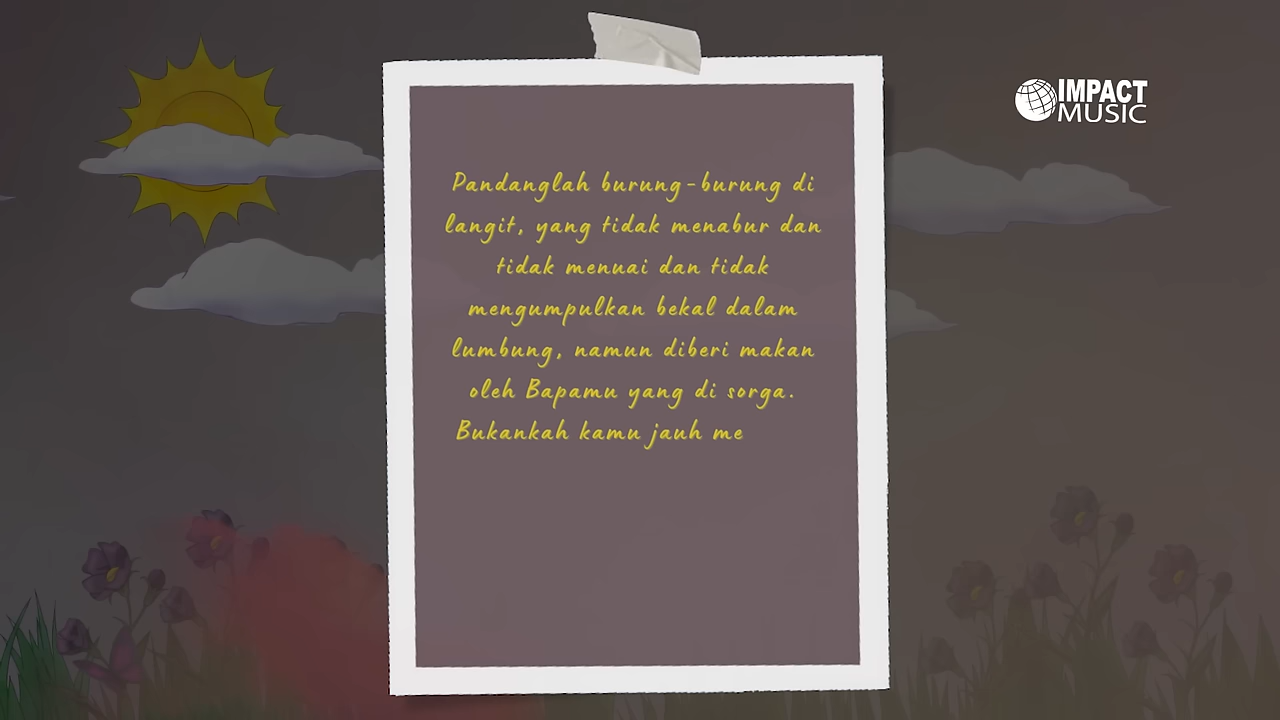 IMPACT
MUSIC
Pandanglah burung-burung di
langit, yang tidak menabur dan
tidak menuai dan tidak
mengumpulkan bekal dalam
lumbung, namun diberi makan
oleh Bapamu yang di sorga.
Bukankah kamu jauh me